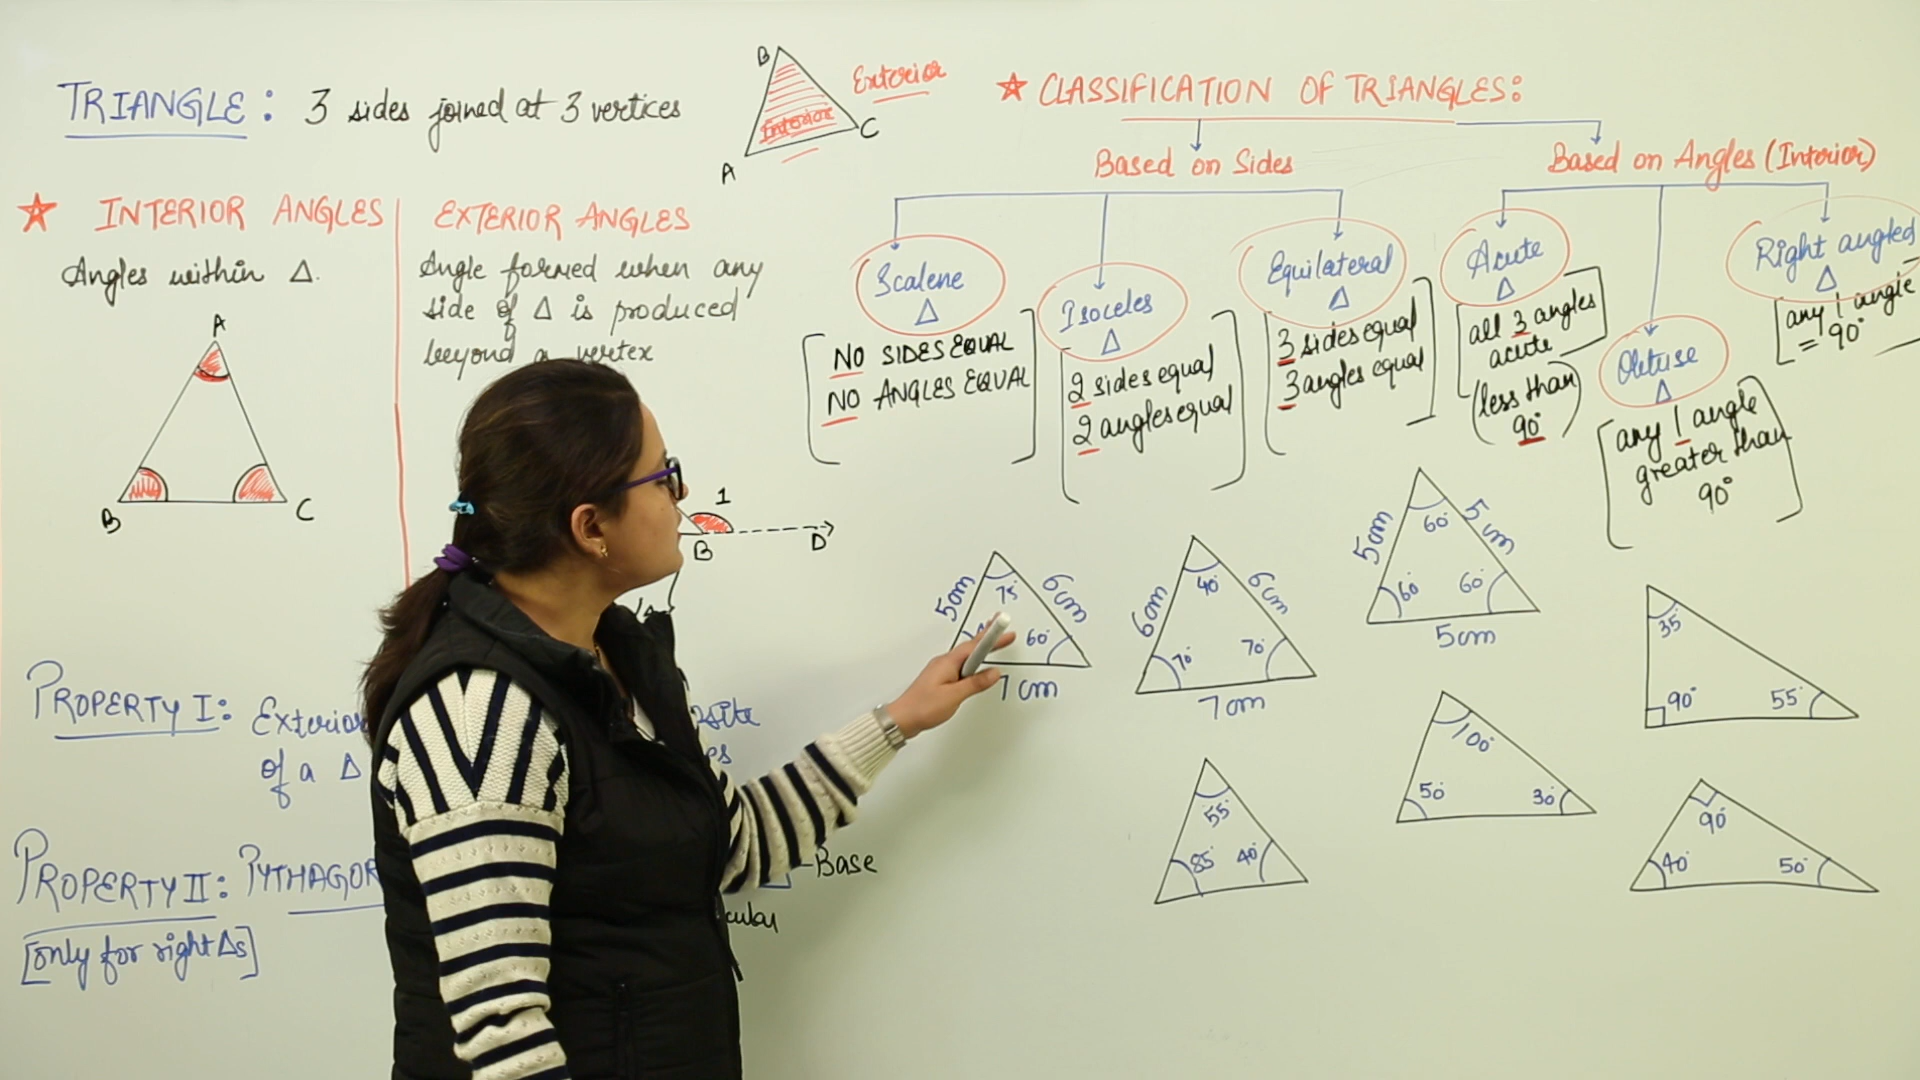 TRIANGLE: 3 sides joined at 3 vertices
B
Exterior
Interior
A
C
INTERIOR ANGLES
Angles within Δ.
A
B
C
EXTERIOR ANGLES
Angle formed when any
side of Δ is produced
beyond a vertex
1
B
D
PROPERTY I: Exterior
of a Δ
PROPERTY II:
[only for right Δs]
Base
CLASSIFICATION OF TRIANGLES:
Based on Sides
Scalene
Δ
NO SIDES EQUAL
NO ANGLES EQUAL
Isoceles
Δ
2 sides equal
2 angles equal
Equilateral
Δ
3 sides equal
3 angles equal
Based on Angles (Interior)
Acute
Δ
all 3 angles
acute
(less than
90°)
Obtuse
Δ
any 1 angle
greater than
90°
Right angled
Δ
any 1 angle
= 90°
5cm
75°
6cm
60°
7cm
6cm
40°
6cm
70°
70°
7cm
5cm
60°
5cm
60°
60°
5cm
35°
90°
55°
55°
85°
40°
100°
50°
30°
90°
40°
50°